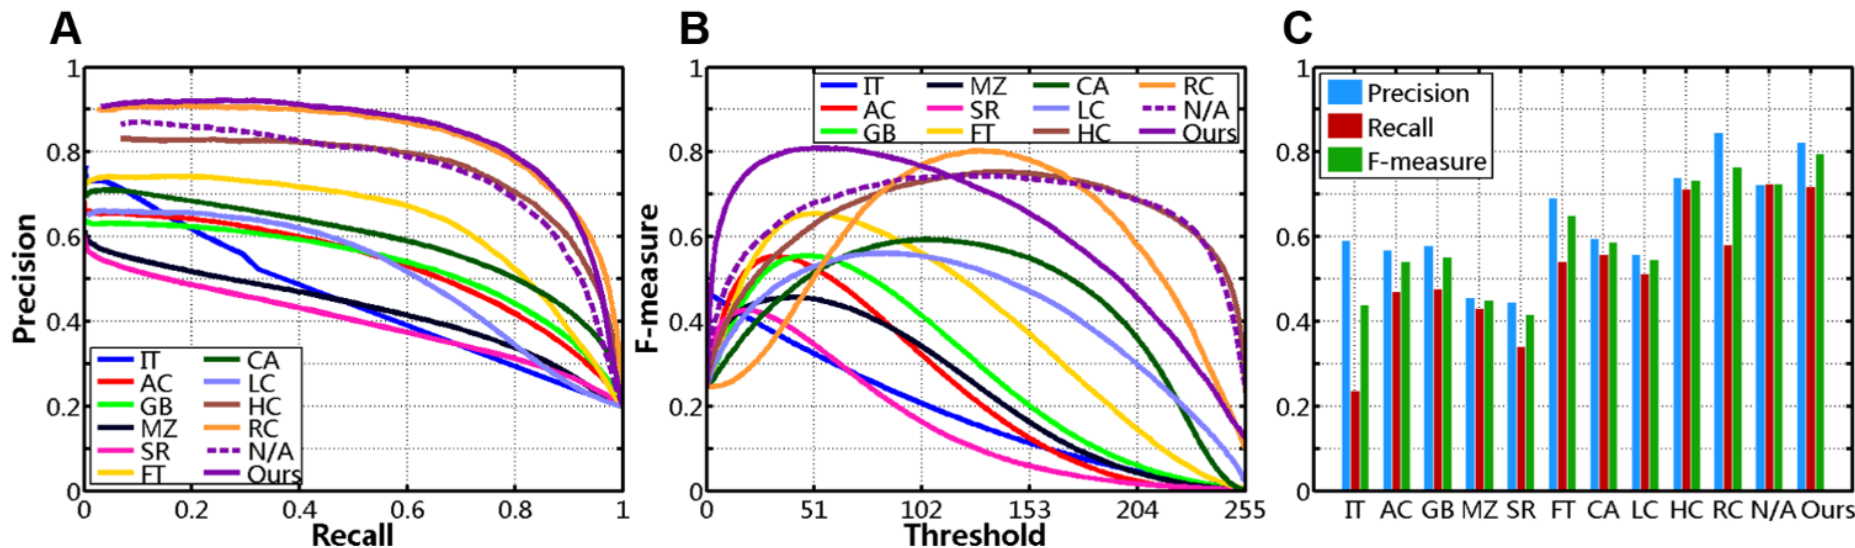 A
B
C
1
0.8
0.6
0.4
0.2
0
Precision
IT CA
AC LC
GB HC
MZ RC
SR N/A
FT Ours
0 0.2 0.4 0.6 0.8 1
Recall
1
0.8
0.6
0.4
0.2
0
F-measure
IT MZ CA RC
AC SR LC N/A
GB FT HC Ours
0 51 102 153 204 255
Threshold
1
0.8
0.6
0.4
0.2
0
Precision
Recall
F-measure
IT AC GB MZ SR FT CA LC HC RC N/A Ours